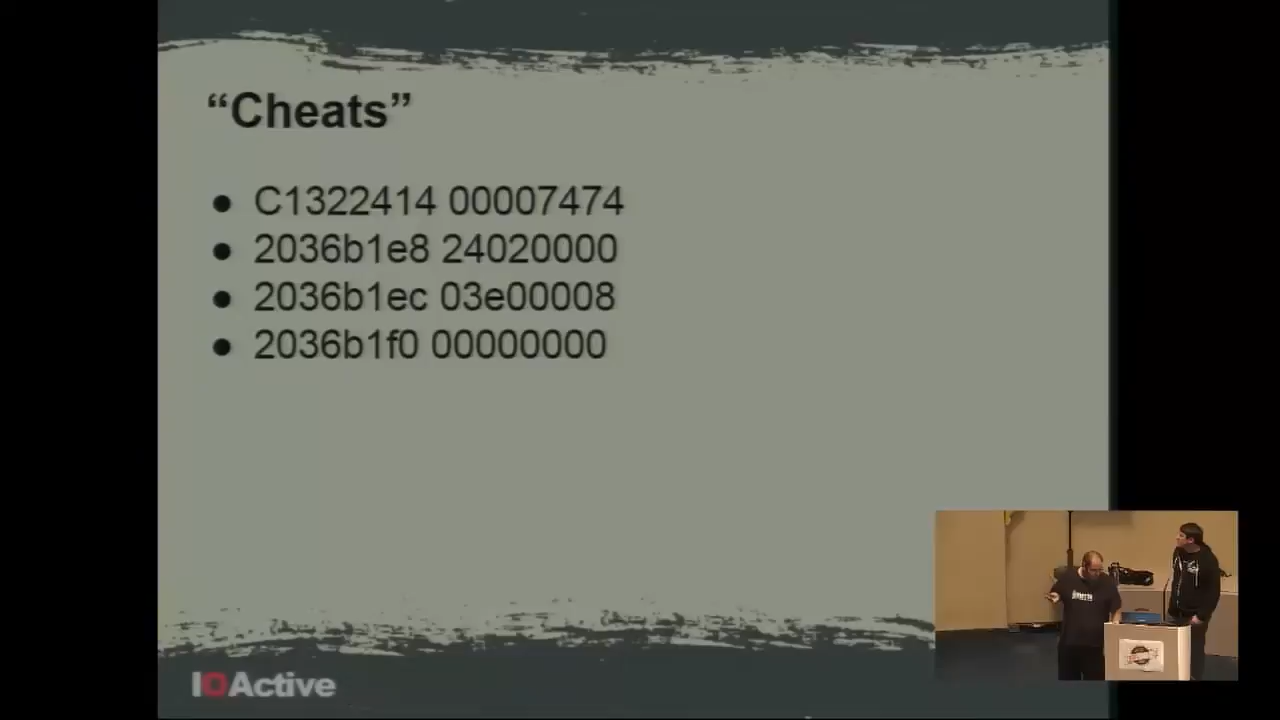 “Cheats”
● C1322414 00007474
● 2036b1e8 24020000
● 2036b1ec 03e00008
● 2036b1f0 00000000
IOActive